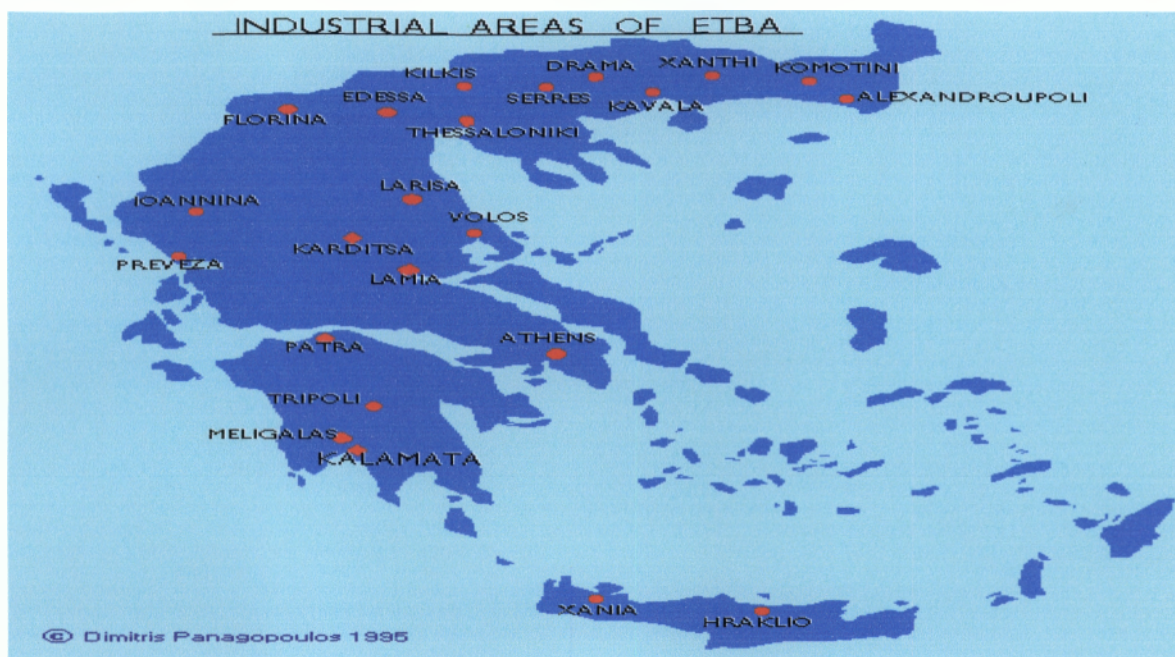 INDUSTRIAL AREAS OF ETBA
DRAMA
XANTHI
KOMOTINI
KILKIS
EDESSA
SERRES
KAVALA
ALEXANDROUPOLI
FLORINA
THESSALONIKI
LARISA
IOANNINA
VOLOS
KARDITSA
PREVEZA
LAMIA
PATRA
ATHENS
TRIPOLI
MELIGALAS
KALAMATA
XANIA
HRAKLIO
© Dimitris Panagopoulos 1995